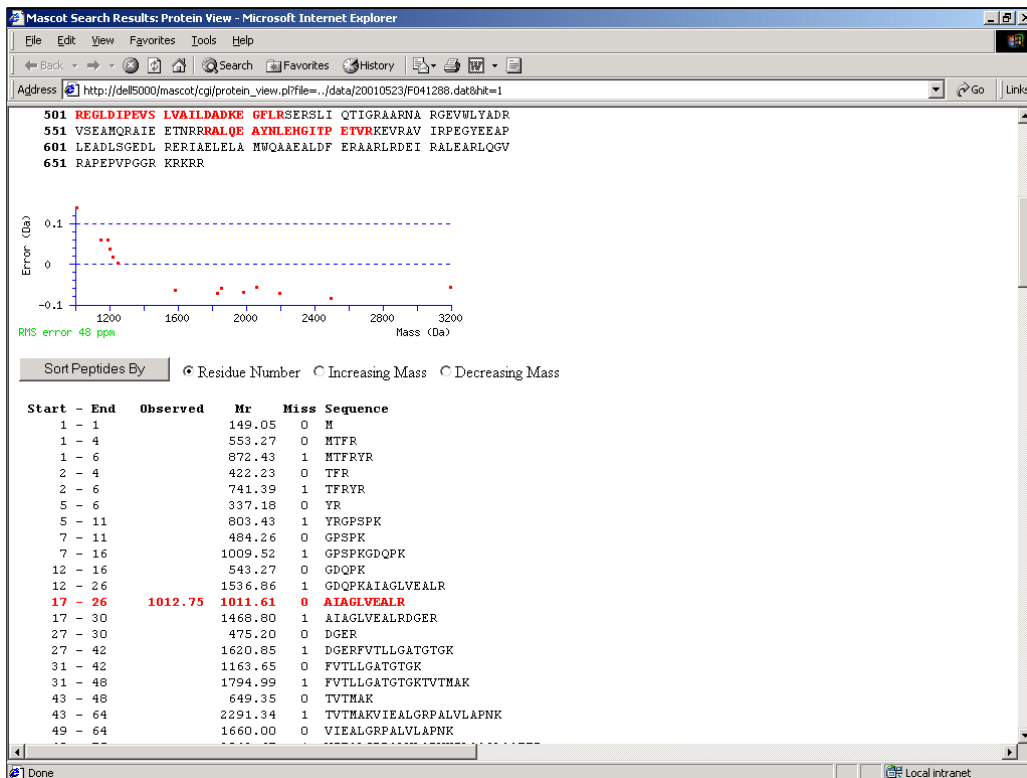 Mascot Search Results: Protein View - Microsoft Internet Explorer
File Edit View Favorites Tools Help
Back Search Favorites History
Address http://dell5000/mascot/cgi/protein_view.pl?file=../data/20010523/F041288.dat&hit=1 Go Links
501 REGLDIPEVS LVAILDADKE GFLRSERSLI QTIGRAARNA RGEVWLYADR
551 VSEAMQRAIE ETNRRRALQE AYNLEHGITP ETVRKEVRAV IRPEGYEEAP
601 LEADLSGEDL RERIAELELA MWQAAEALDF ERAARLRDEI RALEARLQGV
651 RAPEPVPGGR KRKRR
Error (Da)
0.1
0
-0.1
1200 1600 2000 2400 2800 3200
RMS error 48 ppm Mass (Da)
Sort Peptides By Residue Number Increasing Mass Decreasing Mass
Start - End Observed Mr Miss Sequence
1 - 1 149.05 0 M
1 - 4 553.27 0 MTFR
1 - 6 872.43 1 MTFRYR
2 - 4 422.23 0 TFR
2 - 6 741.39 1 TFRYR
5 - 6 337.18 0 YR
5 - 11 803.43 1 YRGPSPK
7 - 11 484.26 0 GPSPK
7 - 16 1009.52 1 GPSPKGDQPK
12 - 16 543.27 0 GDQPK
12 - 26 1536.86 1 GDQPKAIAGLVEALR
17 - 26 1012.75 1011.61 0 AIAGLVEALR
17 - 30 1468.80 1 AIAGLVEALRDGER
27 - 30 475.20 0 DGER
27 - 42 1620.85 1 DGERFVTLLGATGTGK
31 - 42 1163.65 0 FVTLLGATGTGK
31 - 48 1794.99 1 FVTLLGATGTGKTVTMAK
43 - 48 649.35 0 TVTMAK
43 - 64 2291.34 1 TVTMAKVIEALGRPALVLAPNK
49 - 64 1660.00 0 VIEALGRPALVLAPNK
Done Local intranet